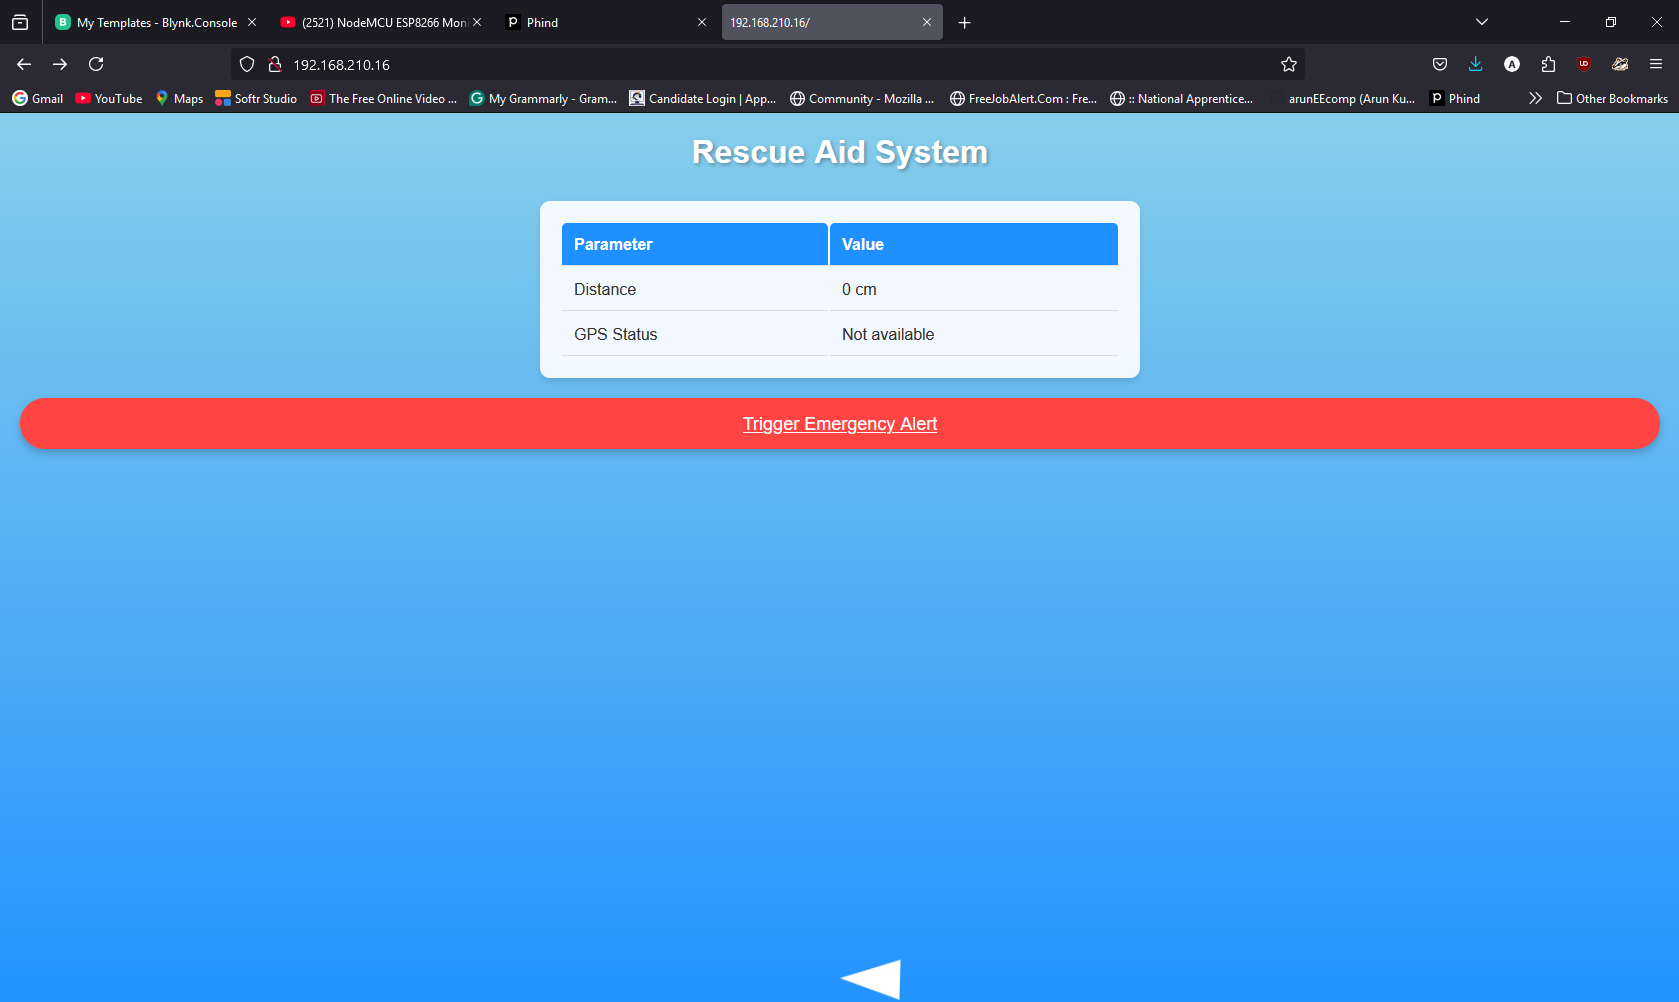 My Templates - Blynk.Console
(2521) NodeMCU ESP8266 Mon
Phind
192.168.210.16/
192.168.210.16
Gmail
YouTube
Maps
Softr Studio
The Free Online Video ...
My Grammarly - Gram...
Candidate Login | App...
Community - Mozilla ...
FreeJobAlert.Com : Fre...
:: National Apprentice...
arunEEcomp (Arun Ku...
Phind
Other Bookmarks
Rescue Aid System
Parameter Value
Distance 0 cm
GPS Status Not available
Trigger Emergency Alert